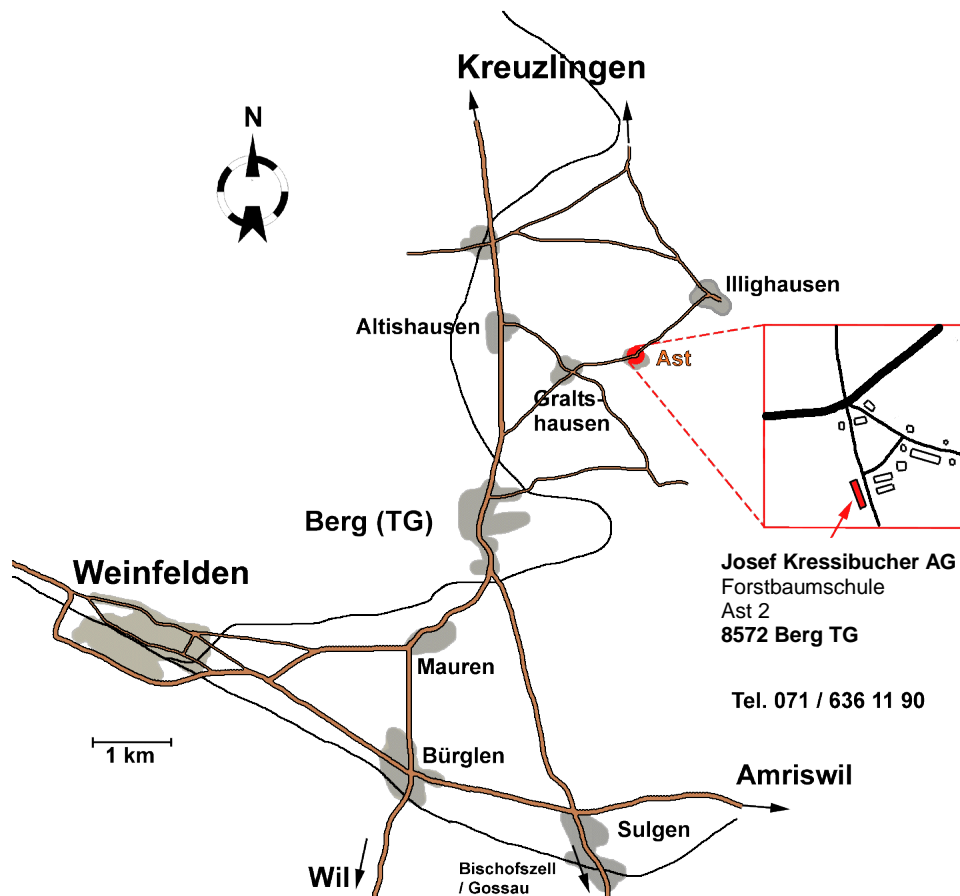 Kreuzlingen
N
Illighausen
Altishausen
Ast
Gralts-
hausen
Berg (TG)
Weinfelden
Josef Kressibucher AG
Forstbaumschule
Ast 2
8572 Berg TG
Mauren
Tel. 071 / 636 11 90
1 km
Bürglen
Amriswil
Sulgen
Wil
Bischofszell
/ Gossau